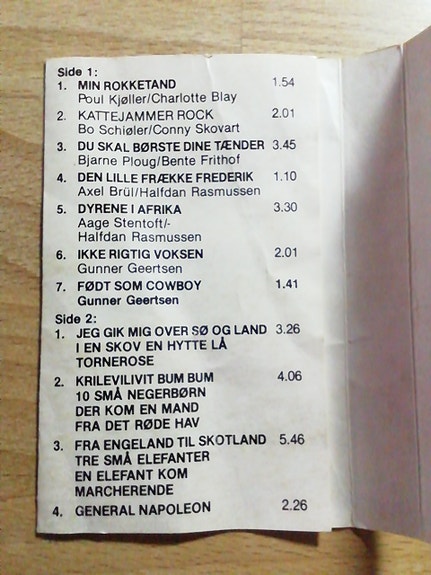 Side 1:
1. MIN ROKKETAND 1.54
Poul Kjøller/Charlotte Blay
2. KATTEJAMMER ROCK 2.01
Bo Schiøler/Conny Skovart
3. DU SKAL BØRSTE DINE TÆNDER 3.45
Bjarne Ploug/Bente Frithof
4. DEN LILLE FRÆKKE FREDERIK 1.10
Axel Brül/Halfdan Rasmussen
5. DYRENE I AFRIKA 3.30
Aage Stentoft/-
Halfdan Rasmussen
6. IKKE RIGTIG VOKSEN 2.01
Gunner Geertsen
7. FØDT SOM COWBOY 1.41
Gunner Geertsen
Side 2:
1. JEG GIK MIG OVER SØ OG LAND 3.26
I EN SKOV EN HYTTE LÅ
TORNEROSE
2. KRILEVILIVIT BUM BUM 4.06
10 SMÅ NEGERBØRN
DER KOM EN MAND
FRA DET RØDE HAV
3. FRA ENGELAND TIL SKOTLAND 5.46
TRE SMÅ ELEFANTER
EN ELEFANT KOM
MARCHERENDE
4. GENERAL NAPOLEON 2.26